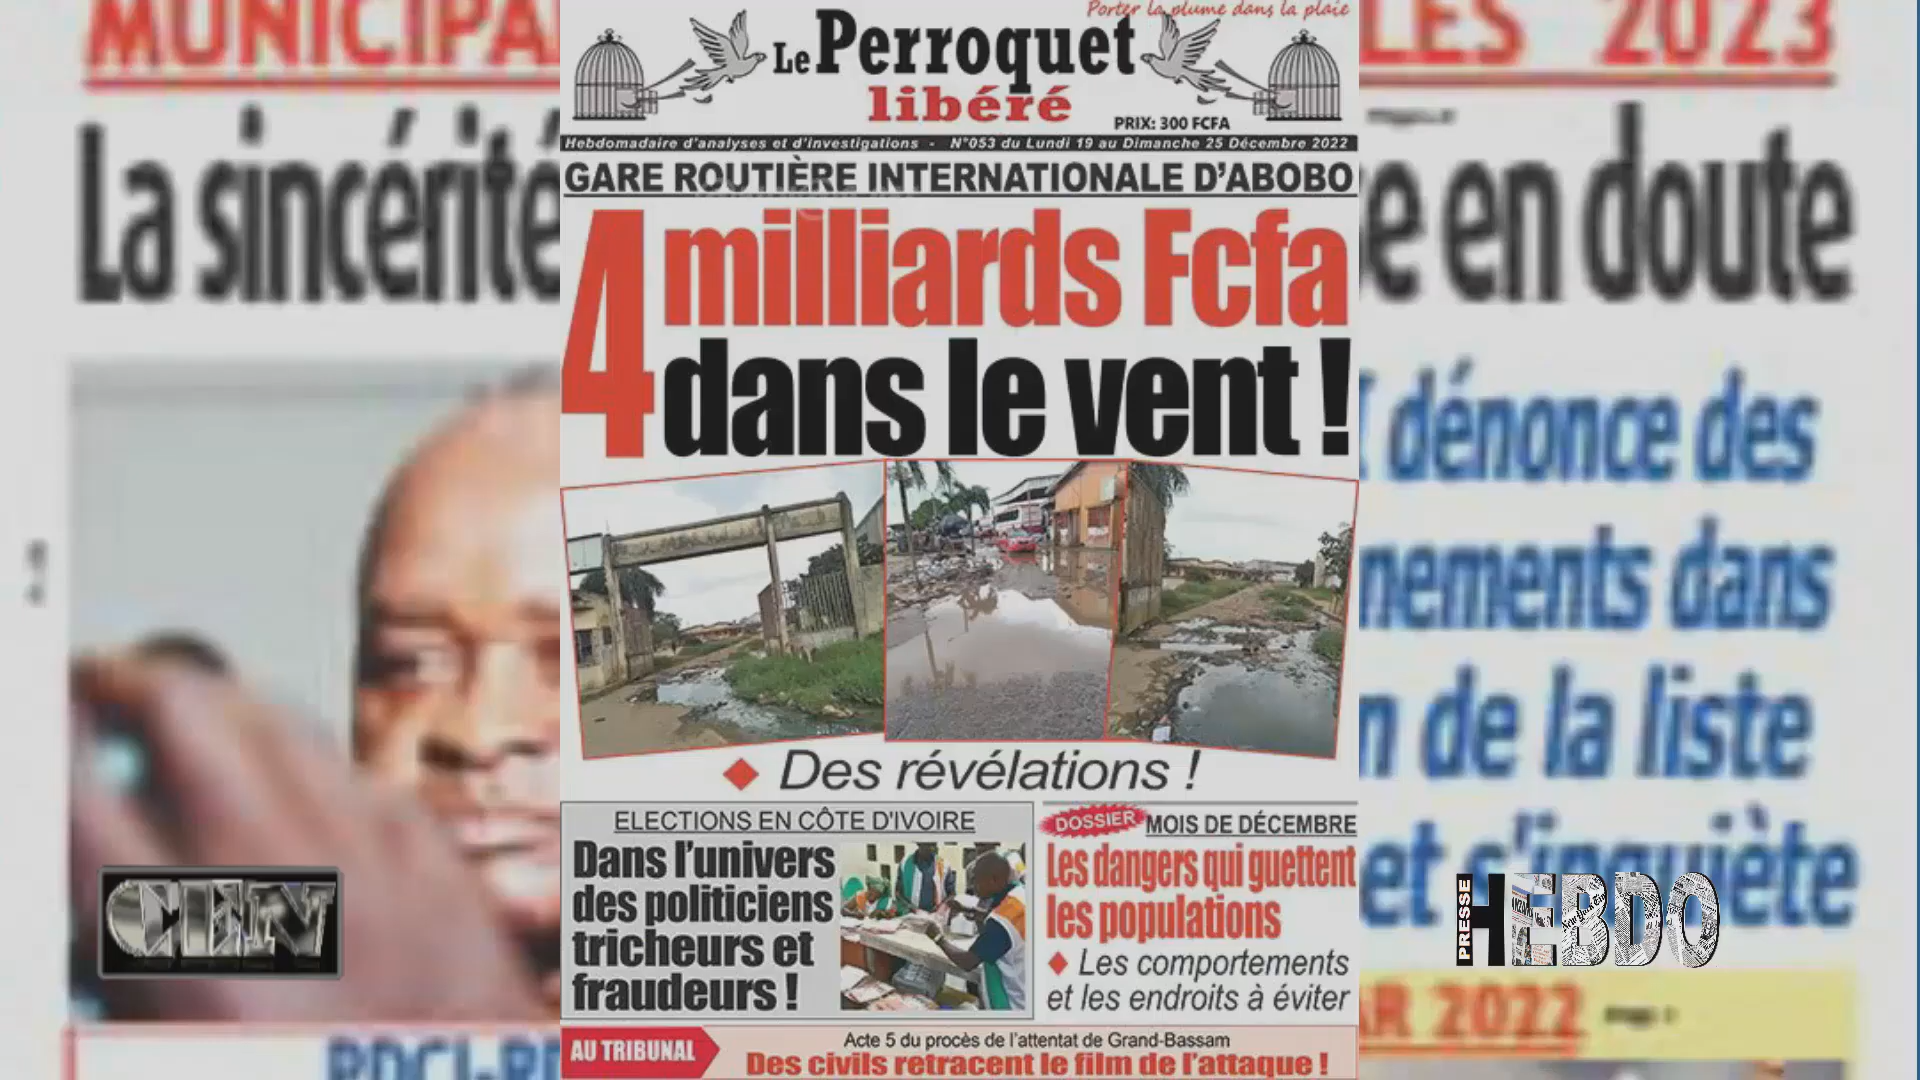 MUNICIPA
LES 2023
La sincérité
e en doute
dénonce des
nements dans
n de la liste
et s'inquiète
AR 2022
PDCI-R
Porter la plume dans la plaie
Le Perroquet
libéré
PRIX: 300 FCFA
Hebdomadaire d'analyses et d'investigations - N°053 du Lundi 19 au Dimanche 25 Décembre 2022
GARE ROUTIÈRE INTERNATIONALE D'ABOBO
4 milliards Fcfa
dans le vent !
Des révélations !
ELECTIONS EN CÔTE D'IVOIRE
Dans l'univers
des politiciens
tricheurs et
fraudeurs !
DOSSIER MOIS DE DÉCEMBRE
Les dangers qui guettent
les populations
Les comportements
et les endroits à éviter
AU TRIBUNAL
Acte 5 du procès de l'attentat de Grand-Bassam
Des civils retracent le film de l'attaque !
CEN
PRESSE
HEBDO